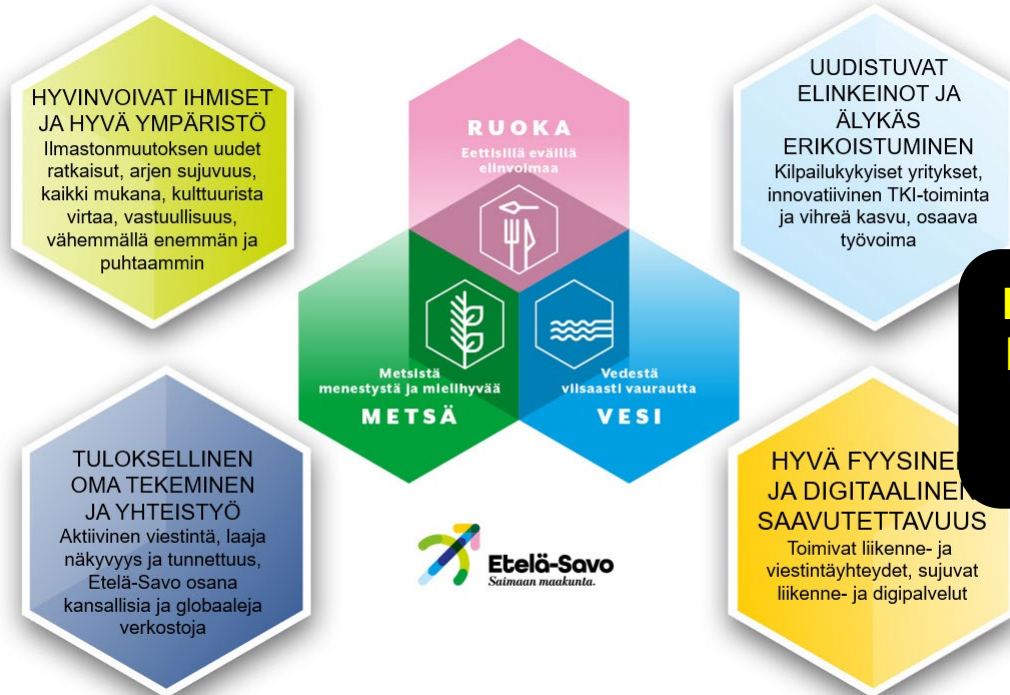 HYVINVOIVAT IHMISET
JA HYVÄ YMPÄRISTÖ
Ilmastonmuutoksen uudet
ratkaisut, arjen sujuvuus,
kaikki mukana, kulttuurista
virtaa, vastuullisuus,
vähemmällä enemmän ja
puhtaammin
RUOKA
Eettisillä eväillä
elinvoimaa
UUDISTUVAT
ELINKEINOT JA
ÄLYKÄS
ERIKOISTUMINEN
Kilpailukykyiset yritykset,
innovatiivinen TKI-toiminta
ja vihreä kasvu, osaava
työvoima
Metsistä
menestystä ja mielihyvää
METSÄ
Vedestä
viisaasti vaurautta
VESI
TULOKSELLINEN
OMA TEKEMINEN
JA YHTEISTYÖ
Aktiivinen viestintä, laaja
näkyvyys ja tunnettuus,
Etelä-Savo osana
kansallisia ja globaaleja
verkostoja
Etelä-Savo
Saimaan maakunta.
HYVÄ
JA DIGITAALINEN
SAAVUTETTAVUUS
Toimivat liikenne- ja
viestintäyhteydet, sujuvat
liikenne- ja digipalvelut